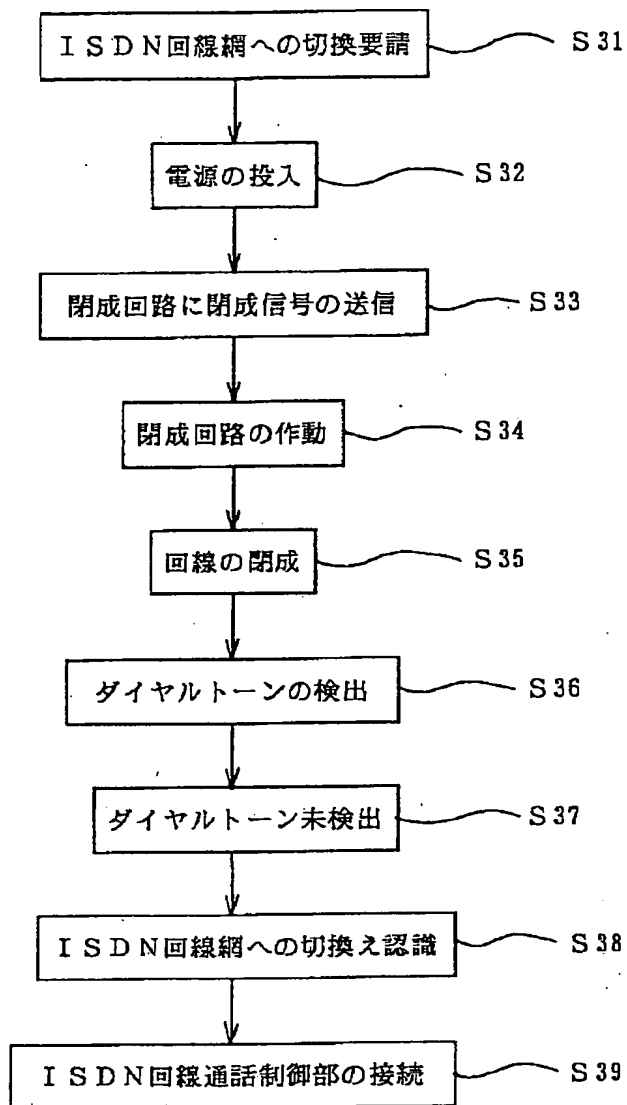 ISDN回線網への切換要請 S31
電源の投入 S32
閉成回路に閉成信号の送信 S33
閉成回路の作動 S34
回線の閉成 S35
ダイヤルトーンの検出 S36
ダイヤルトーン未検出 S37
ISDN回線網への切換え認識 S38
ISDN回線通話制御部の接続 S39